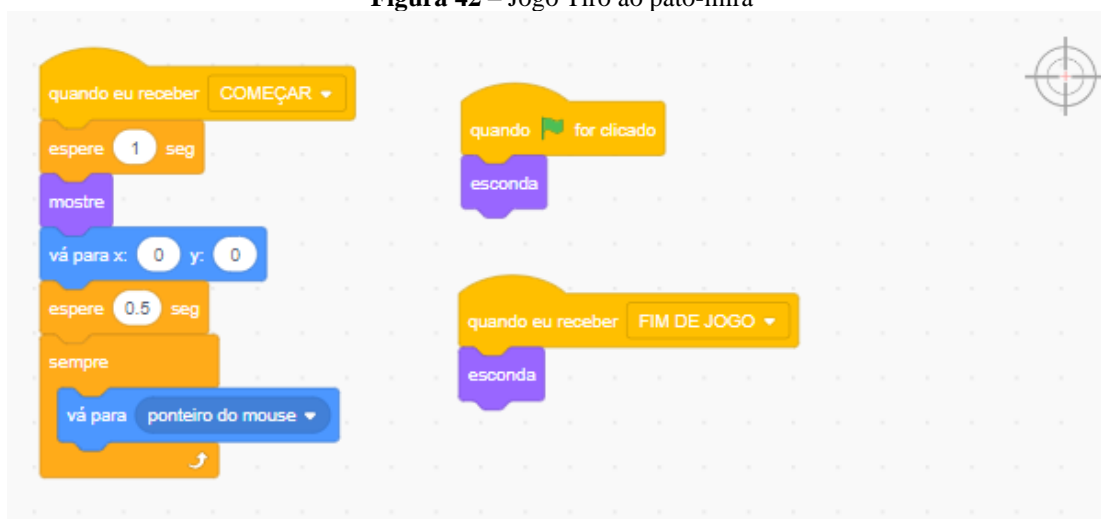 Figura 42 – Jogo Tiro ao pato-mira
quando eu receber COMEÇAR
espere 1 seg
mostre
vá para x: 0 y: 0
espere 0.5 seg
sempre
vá para ponteiro do mouse
quando for clicado
esconda
quando eu receber FIM DE JOGO
esconda